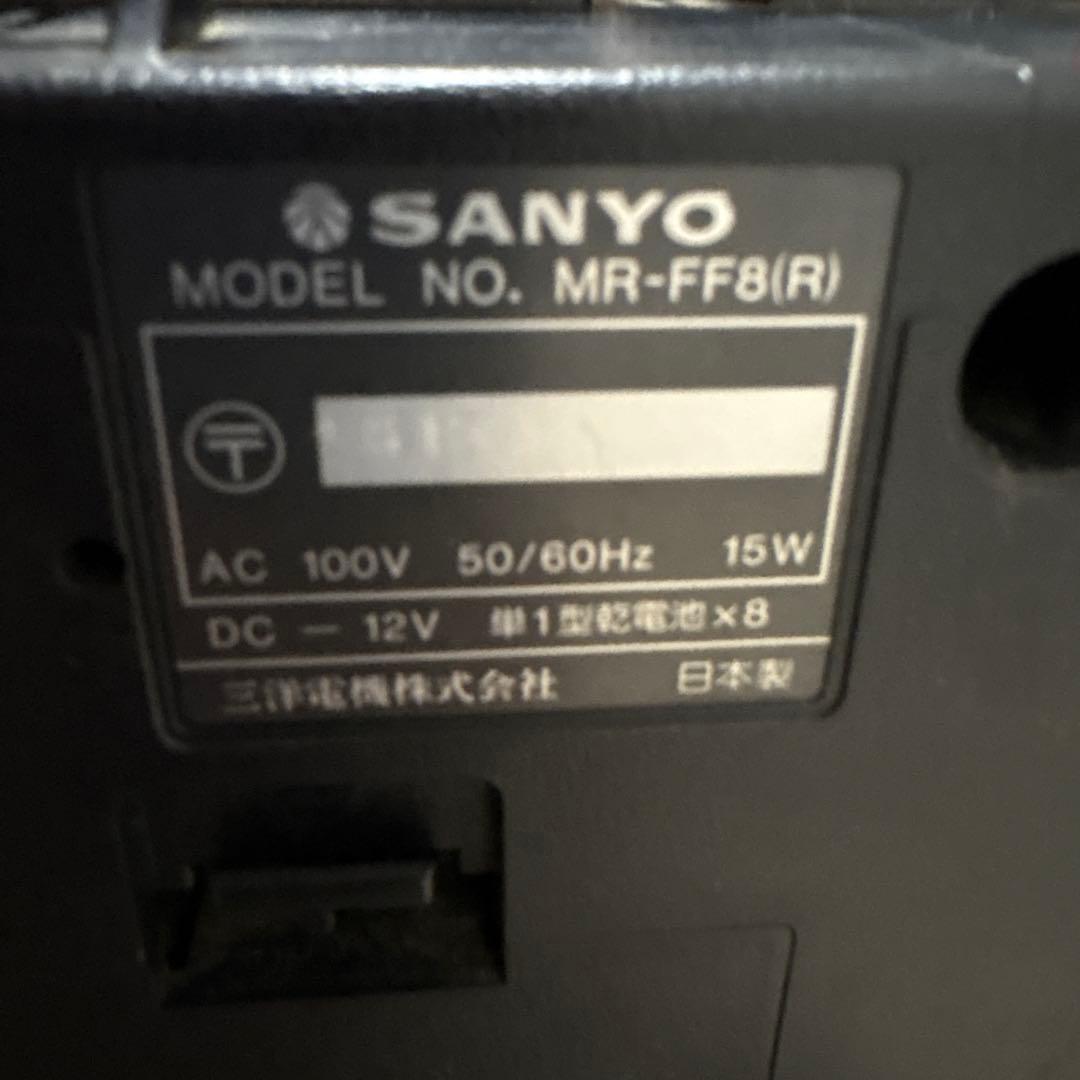 SANYO
MODEL NO. MR-FF8(R)
〒
AC 100V 50/60Hz 15W
DC — 12V 単1型乾電池×8
三洋電機株式会社 日本製